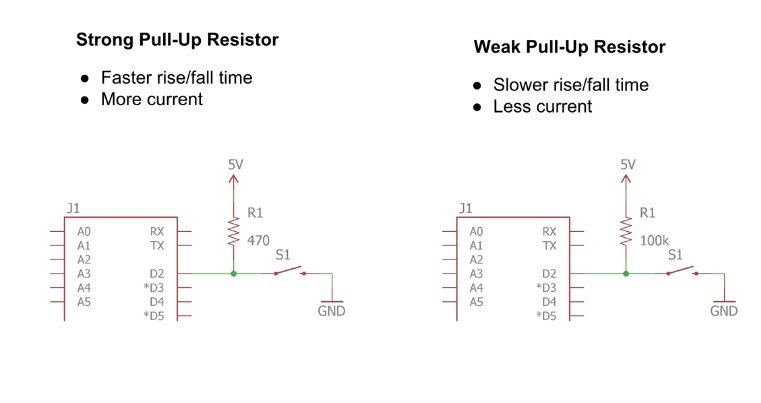 Strong Pull-Up Resistor
● Faster rise/fall time
● More current
5V
J1
R1
A0 RX
A1 TX
470
A2
S1
A3 D2
A4 *D3
A5 D4
*D5
GND
Weak Pull-Up Resistor
● Slower rise/fall time
● Less current
5V
J1
R1
A0 RX
A1 TX
100k
A2
S1
A3 D2
A4 *D3
A5 D4
*D5
GND